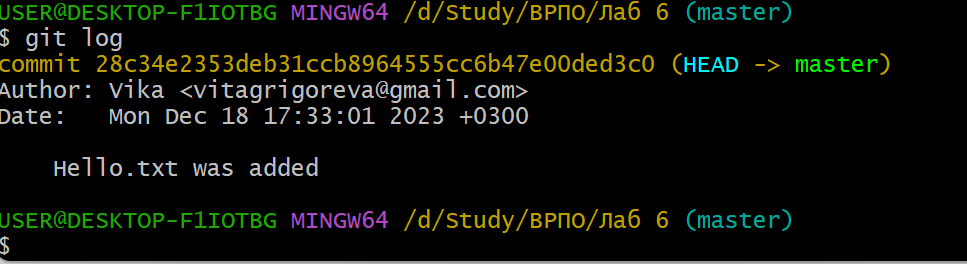 USER@DESKTOP-F1IOTBG MINGW64 /d/Study/ВРПО/Лаб 6 (master)
$ git log
commit 28c34e2353deb31ccb8964555cc6b47e00ded3c0 (HEAD -> master)
Author: Vika <vitagrigoreva@gmail.com>
Date:   Mon Dec 18 17:33:01 2023 +0300
    Hello.txt was added
USER@DESKTOP-F1IOTBG MINGW64 /d/Study/ВРПО/Лаб 6 (master)
$